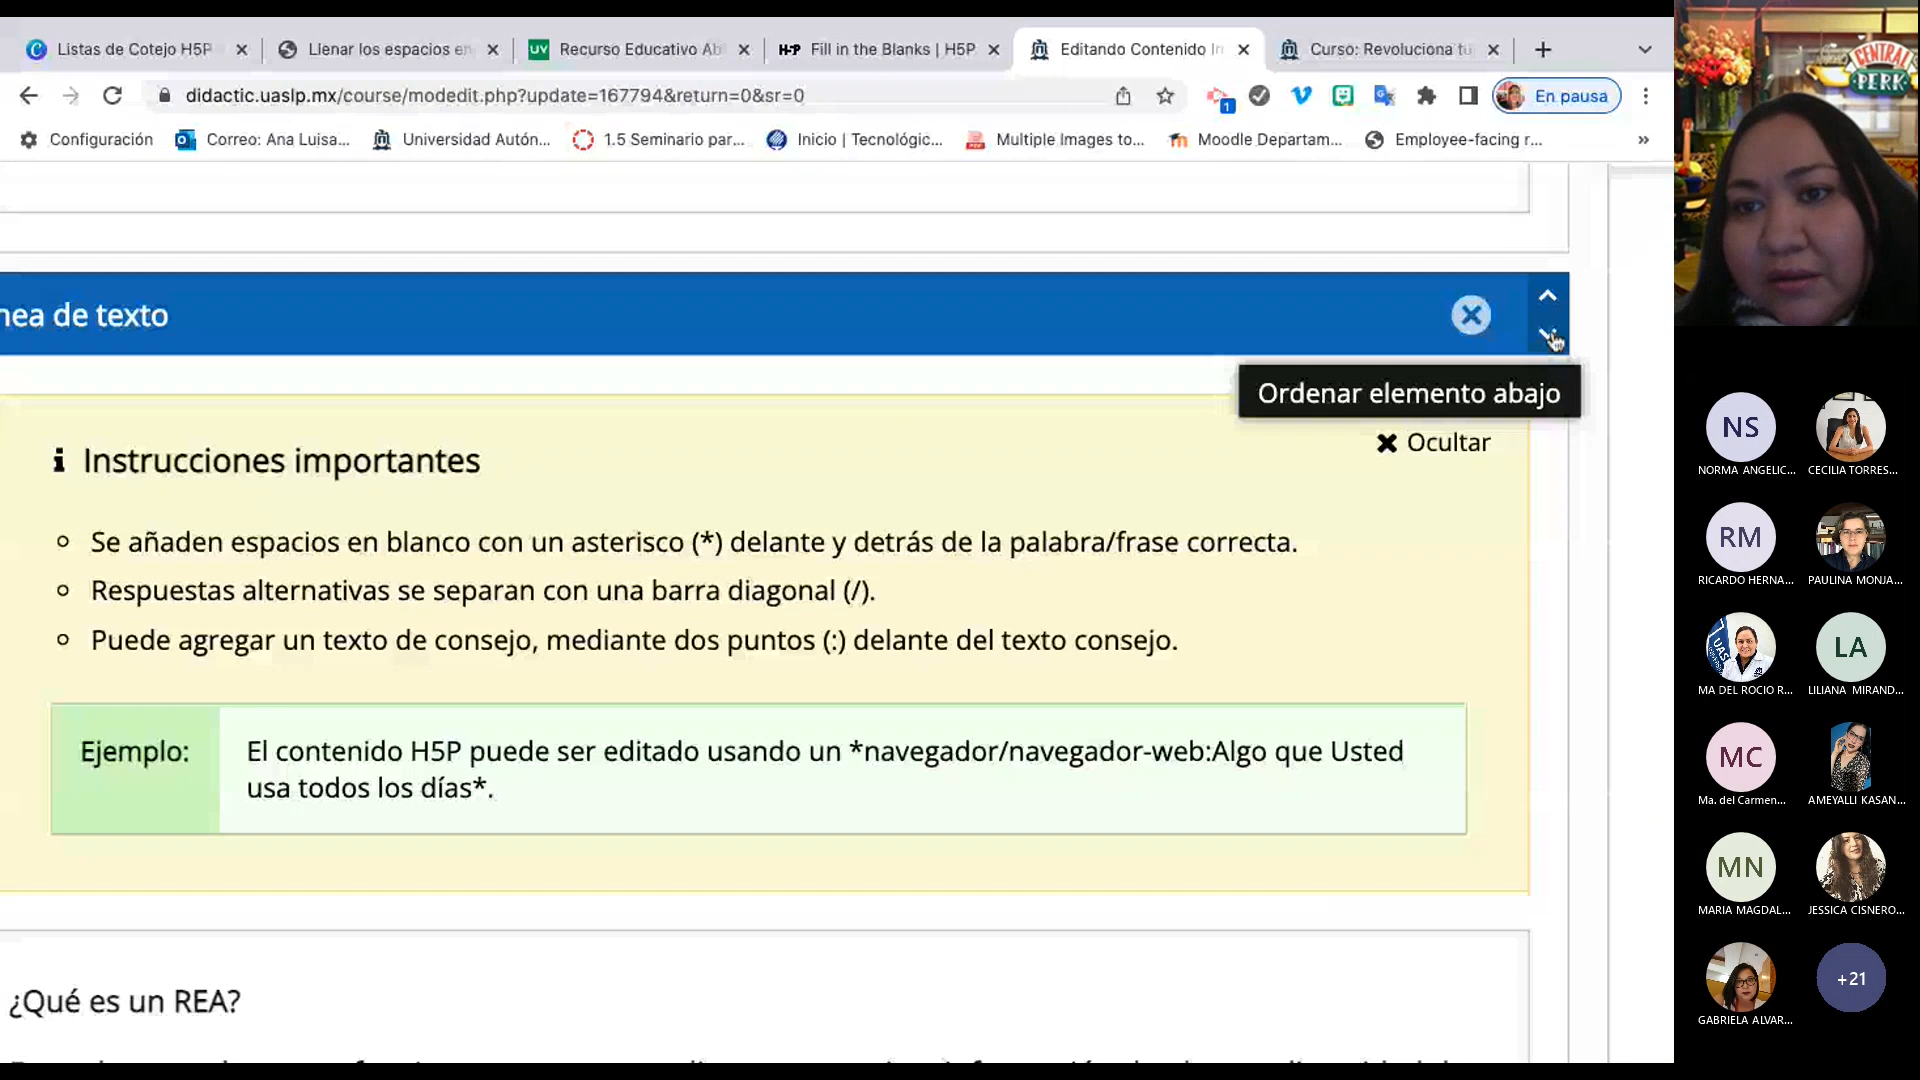 Listas de Cotejo H5P
Llenar los espacios en
UV
Recurso Educativo Ab
H5P
Fill in the Blanks | H5P
Editando Contenido In
Curso: Revoluciona tu
didactic.uaslp.mx/course/modedit.php?update=167794&return=0&sr=0
1
En pausa
Configuración
Correo: Ana Luisa...
Universidad Autón...
1.5 Seminario par...
Inicio | Tecnológic...
Multiple Images to...
Moodle Departam...
Employee-facing r...
nea de texto
Ordenar elemento abajo
Ocultar
Instrucciones importantes
Se añaden espacios en blanco con un asterisco (*) delante y detrás de la palabra/frase correcta.
Respuestas alternativas se separan con una barra diagonal (/).
Puede agregar un texto de consejo, mediante dos puntos (:) delante del texto consejo.
Ejemplo:
El contenido H5P puede ser editado usando un *navegador/navegador-web:Algo que Usted
usa todos los días*.
¿Qué es un REA?
CENTRAL
PERK
NS
NORMA ANGELIC...
CECILIA TORRES...
RM
RICARDO HERNA...
PAULINA MONJA...
MA DEL ROCIO R...
LA
LILIANA MIRAND...
MC
Ma. del Carmen...
AMEYALLI KASAN...
MN
MARIA MAGDAL...
JESSICA CISNERO...
GABRIELA ALVAR...
+21